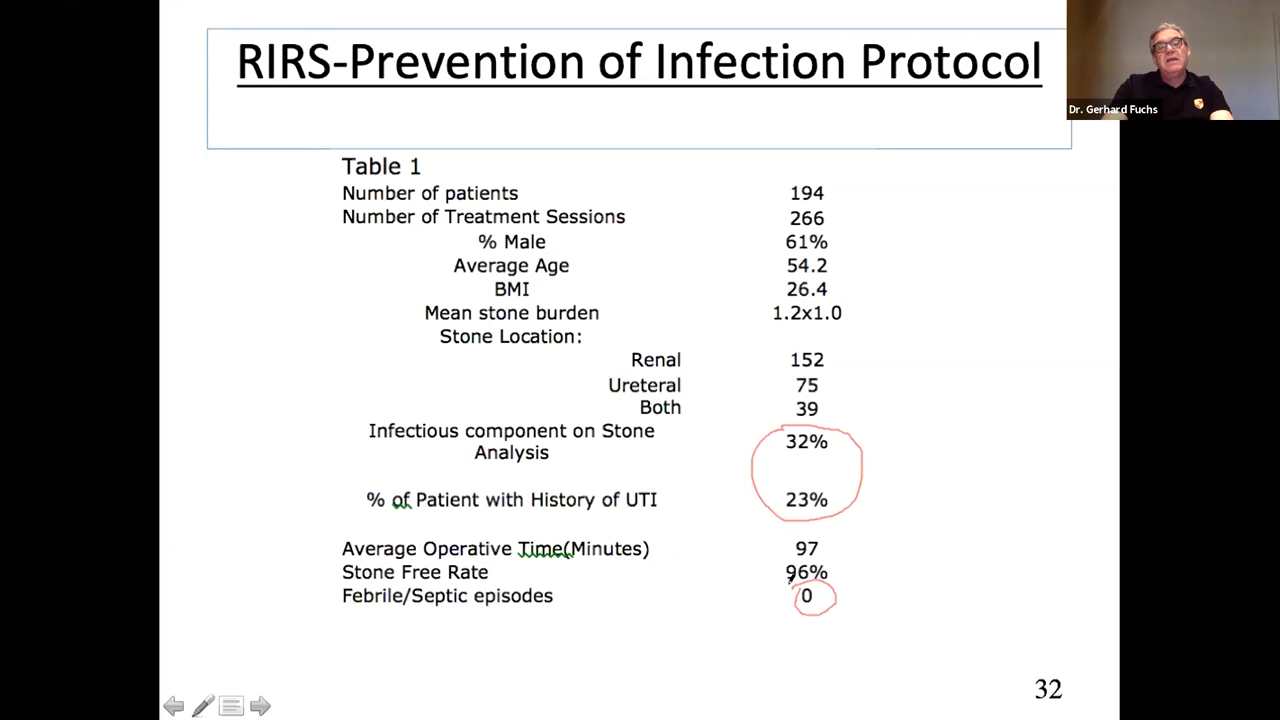 RIRS-Prevention of Infection Protocol
Dr. Gerhard Fuchs
Table 1
Number of patients 194
Number of Treatment Sessions 266
% Male 61%
Average Age 54.2
BMI 26.4
Mean stone burden 1.2x1.0
Stone Location:
Renal 152
Ureteral 75
Both 39
Infectious component on Stone
Analysis 32%
% of Patient with History of UTI 23%
Average Operative Time(Minutes) 97
Stone Free Rate 96%
Febrile/Septic episodes 0
32